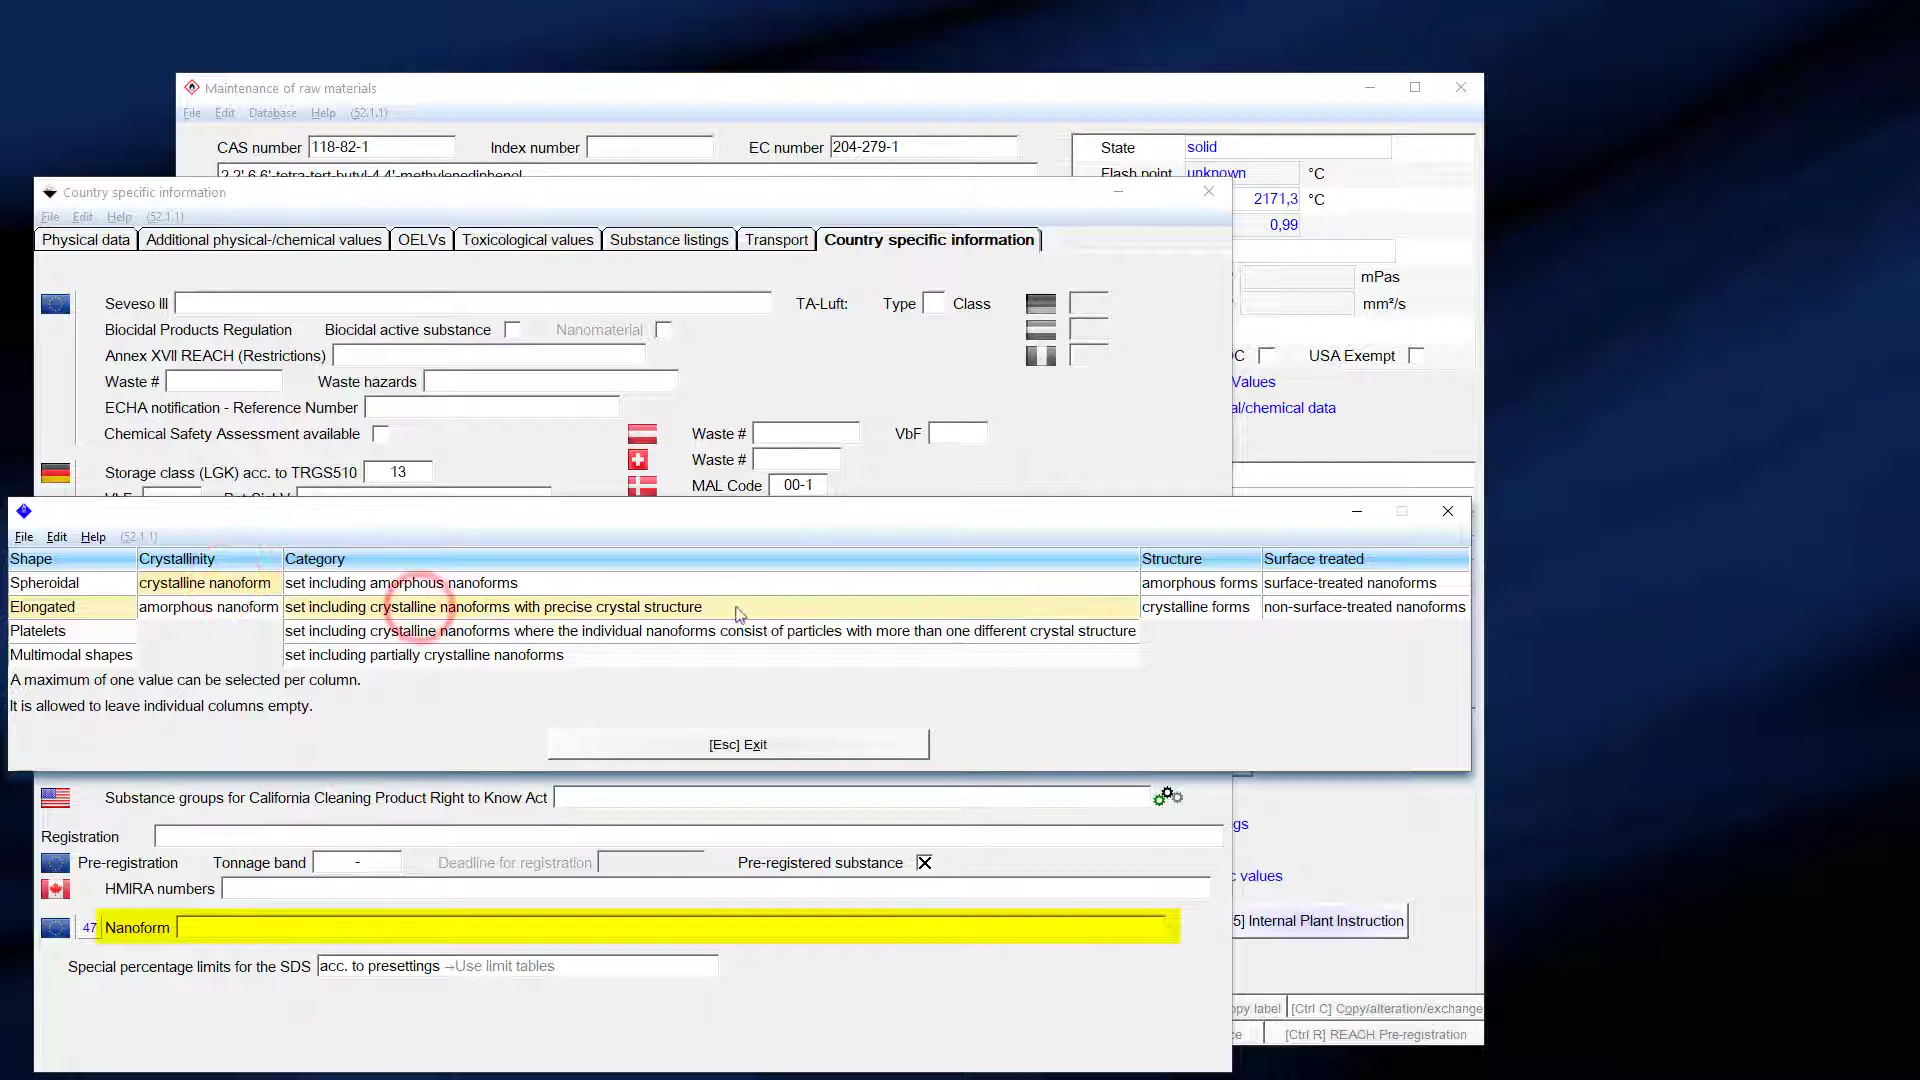 Maintenance of raw materials
File Edit Database Help (52.1.1)
CAS number 118-82-1 Index number EC number 204-279-1
State solid
2,2',6,6'-tetra-tert-butyl-4,4'-methylenediphenol
Flash point unknown °C
Country specific information
2171,3 °C
File Edit Help (52.1.1)
0,99
Physical data Additional physical-/chemical values OELVs Toxicological values Substance listings Transport Country specific information
mPas
Seveso III TA-Luft: Type Class
mm²/s
Biocidal Products Regulation Biocidal active substance Nanomaterial
Annex XVII REACH (Restrictions)
USA Exempt
Waste # Waste hazards
Values
ECHA notification - Reference Number
al/chemical data
Chemical Safety Assessment available
Waste # VbF
Waste #
Storage class (LGK) acc. to TRGS510 13
MAL Code 00-1
File Edit Help (52.1.1)
Shape Crystallinity Category Structure Surface treated
Spheroidal crystalline nanoform set including amorphous nanoforms amorphous forms surface-treated nanoforms
Elongated amorphous nanoform set including crystalline nanoforms with precise crystal structure crystalline forms non-surface-treated nanoforms
Platelets set including crystalline nanoforms where the individual nanoforms consist of particles with more than one different crystal structure
Multimodal shapes set including partially crystalline nanoforms
A maximum of one value can be selected per column.
It is allowed to leave individual columns empty.
[Esc] Exit
Substance groups for California Cleaning Product Right to Know Act
gs
Registration
Pre-registration Tonnage band - Deadline for registration Pre-registered substance
HMIRA numbers
c values
47 Nanoform
5] Internal Plant Instruction
Special percentage limits for the SDS acc. to presettings →Use limit tables
opy label [Ctrl C] Copy/alteration/exchange
ce [Ctrl R] REACH Pre-registration